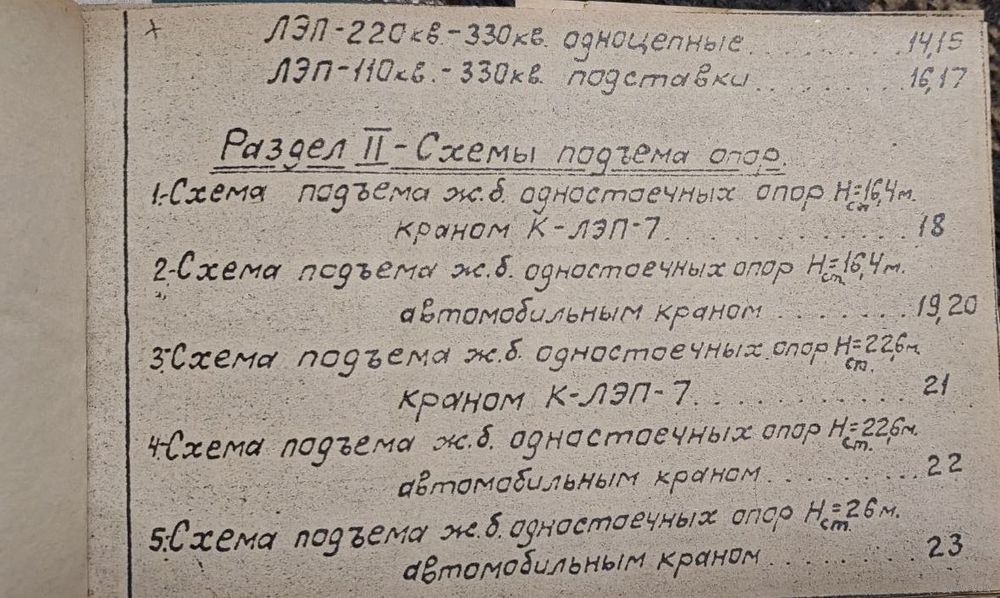 ЛЭП-220кв.-330кв. одноцепные.......... 14,15
ЛЭП-110кв.-330кв. подставки.......... 16,17
Раздел II - Схемы подъема опор.
1.-Схема подъема ж.б. одностоечных опор Hст.=16,4м.
краном К-ЛЭП-7............... 18
2.-Схема подъема ж.б. одностоечных опор Hст.=16,4м.
автомобильным краном ........ 19,20
3.-Схема подъема ж.б. одностоечных опор Hст.=22,6м.
краном К-ЛЭП-7............. 21
4.-Схема подъема ж.б. одностоечных опор Hст.=22,6м.
автомобильным краном.......... 22
5.-Схема подъема ж.б. одностоечных опор Hст.=26м.
автомобильным краном.......... 23